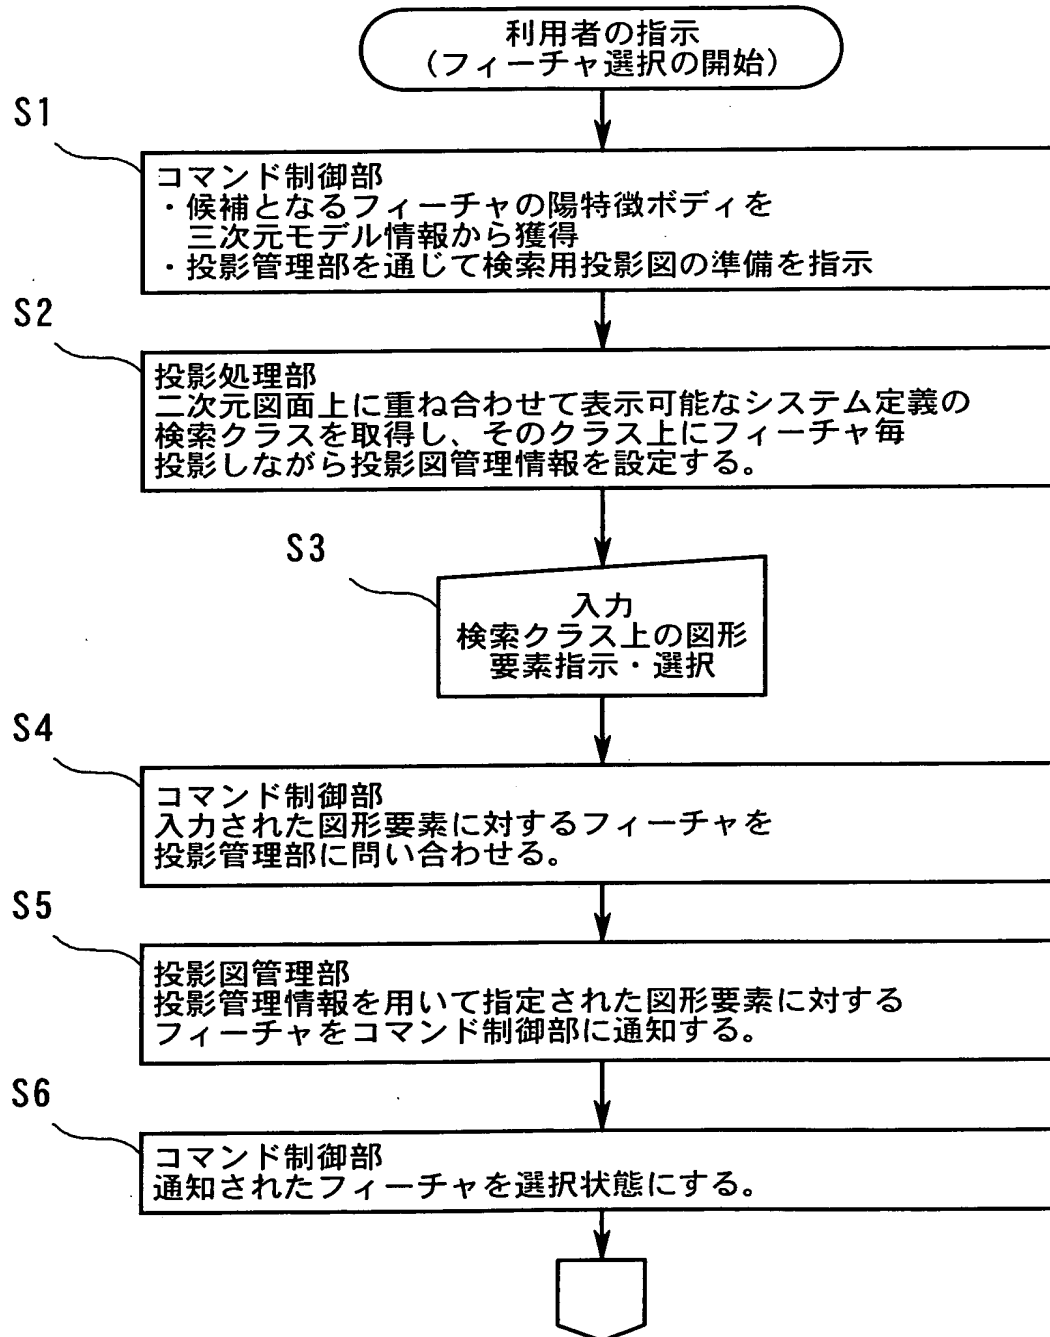 利用者の指示
(フィーチャ選択の開始)
S1
コマンド制御部
・候補となるフィーチャの陽特徴ボディを
三次元モデル情報から獲得
・投影管理部を通じて検索用投影図の準備を指示
S2
投影処理部
二次元図面上に重ね合わせて表示可能なシステム定義の
検索クラスを取得し、そのクラス上にフィーチャ毎
投影しながら投影図管理情報を設定する。
S3
入力
検索クラス上の図形
要素指示・選択
S4
コマンド制御部
入力された図形要素に対するフィーチャを
投影管理部に問い合わせる。
S5
投影図管理部
投影管理情報を用いて指定された図形要素に対する
フィーチャをコマンド制御部に通知する。
S6
コマンド制御部
通知されたフィーチャを選択状態にする。